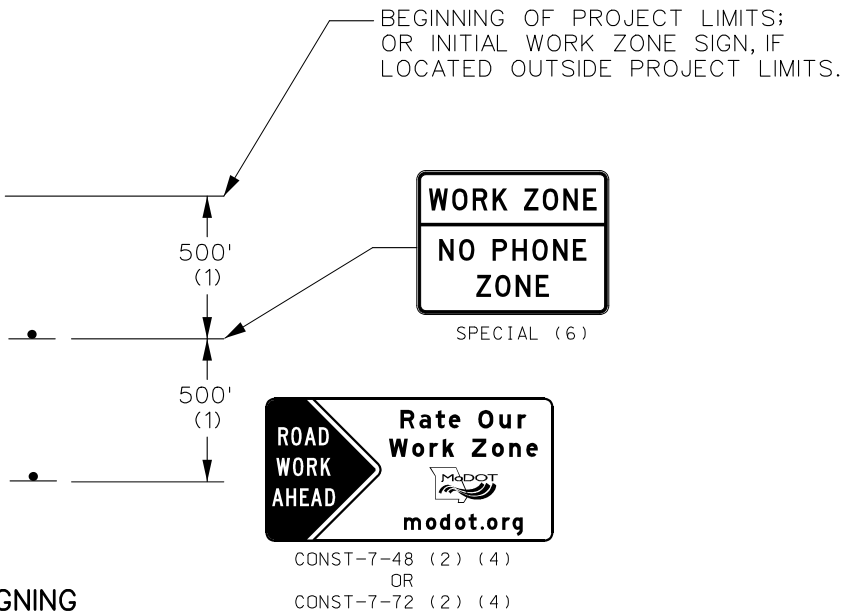 BEGINNING OF PROJECT LIMITS;
OR INITIAL WORK ZONE SIGN, IF
LOCATED OUTSIDE PROJECT LIMITS.
500'
(1)
WORK ZONE
NO PHONE
ZONE
SPECIAL (6)
500'
(1)
ROAD
WORK
AHEAD
Rate Our
Work Zone
MoDOT
modot.org
CONST-7-48 (2) (4)
OR
CONST-7-72 (2) (4)
GNING